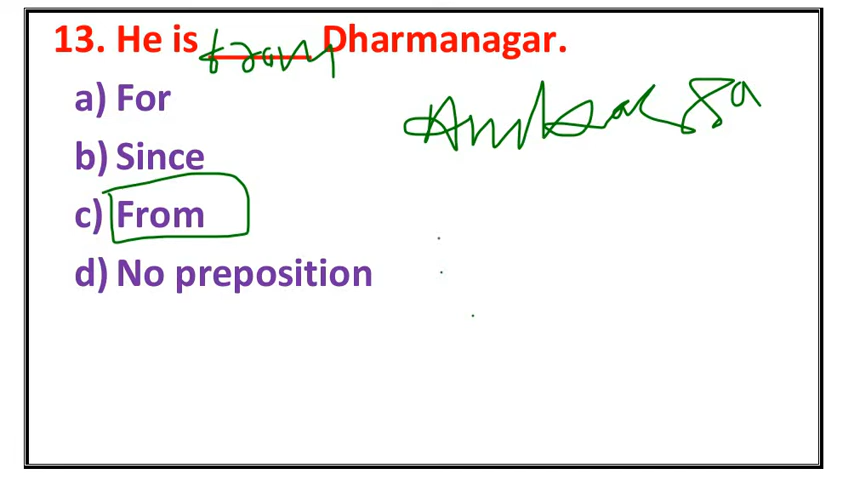 13. He is from Dharmanagar.
a) For
b) Since
c) From
d) No preposition